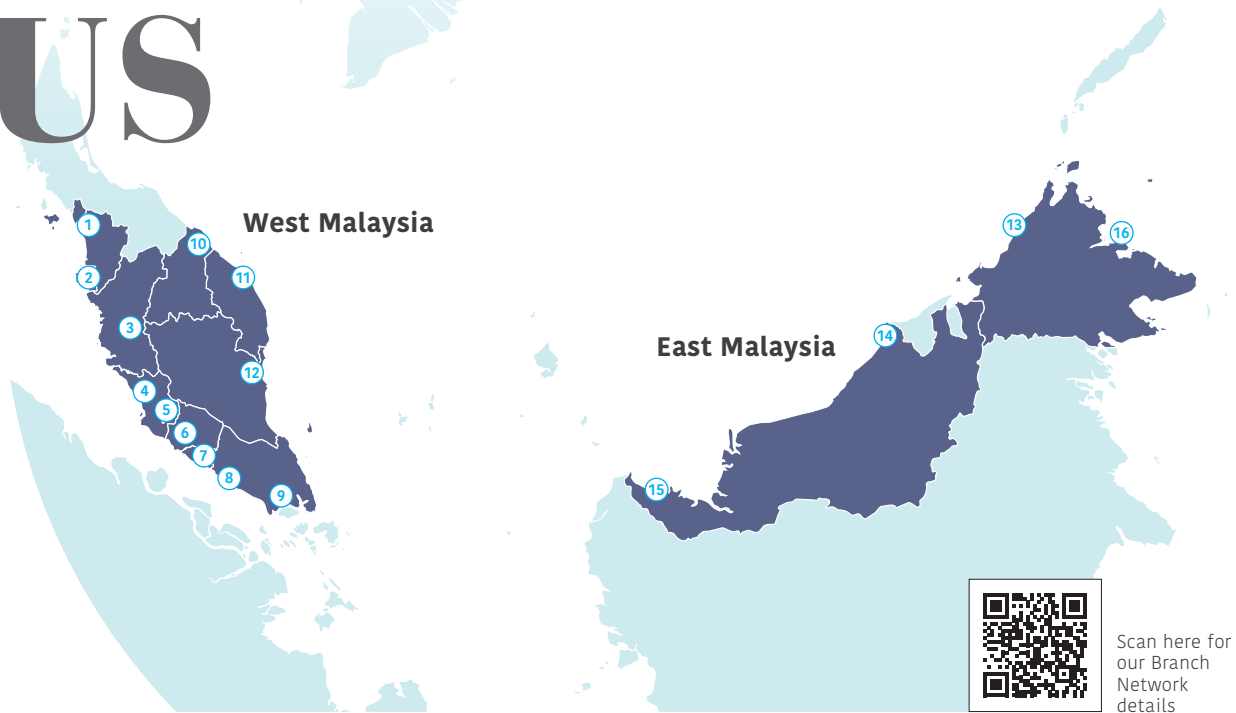 US
West Malaysia
1
10
2
11
3
12
4
5
6
7
8
9
East Malaysia
13
16
14
15
Scan here for
our Branch
Network
details